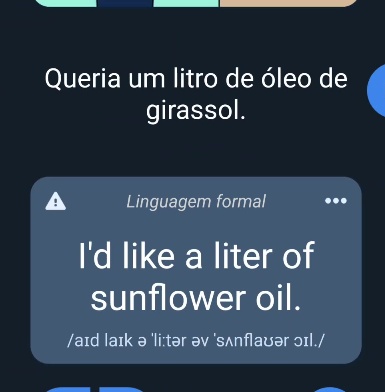 Queria um litro de óleo de
girassol.
Linguagem formal
I'd like a liter of
sunflower oil.
/aɪd laɪk ə ˈliːtər əv ˈsʌnflaʊər ɔɪl./